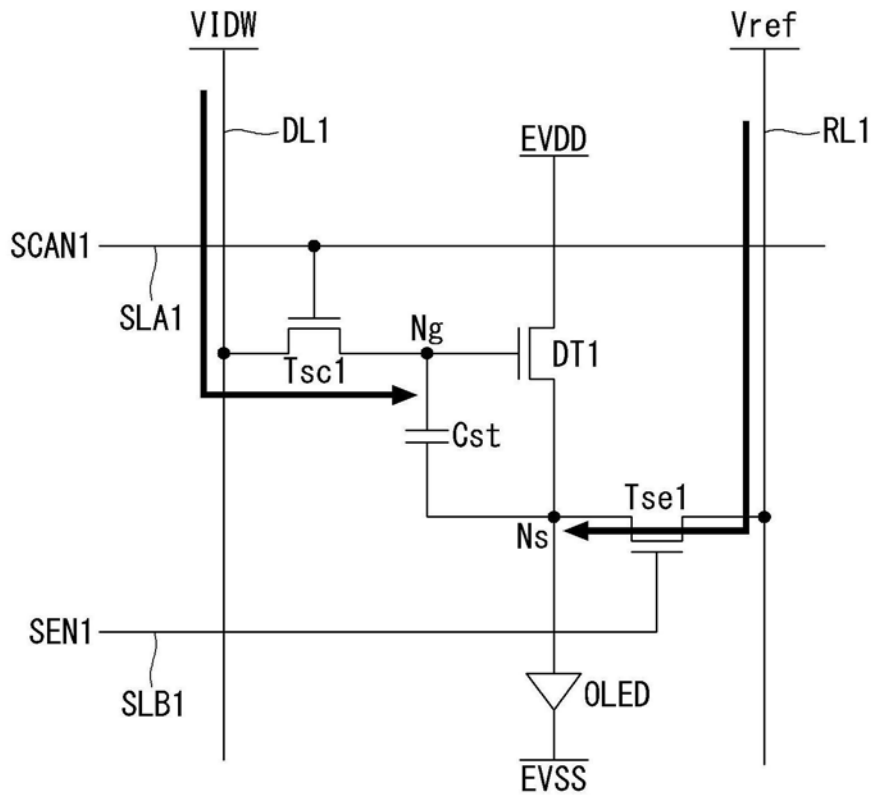 VIDW
Vref
DL1
EVDD
RL1
SCAN1
SLA1
Ng
DT1
Tsc1
Cst
Tse1
Ns
SEN1
SLB1
OLED
EVSS